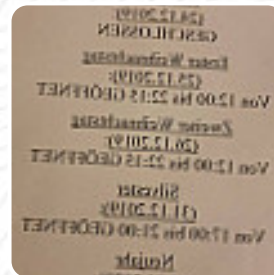 (24.12.2019):
GESCHLOSSEN
Erster Weihnachtstag
(25.12.2019):
Von 12:00 bis 22:15 GEÖFFNET
Zweiter Weihnachtstag
(26.12.2019):
Von 12:00 bis 22:15 GEÖFFNET
Silvester
(31.12.2019):
Von 17:00 bis 21:00 GEÖFFNET
Neujahr